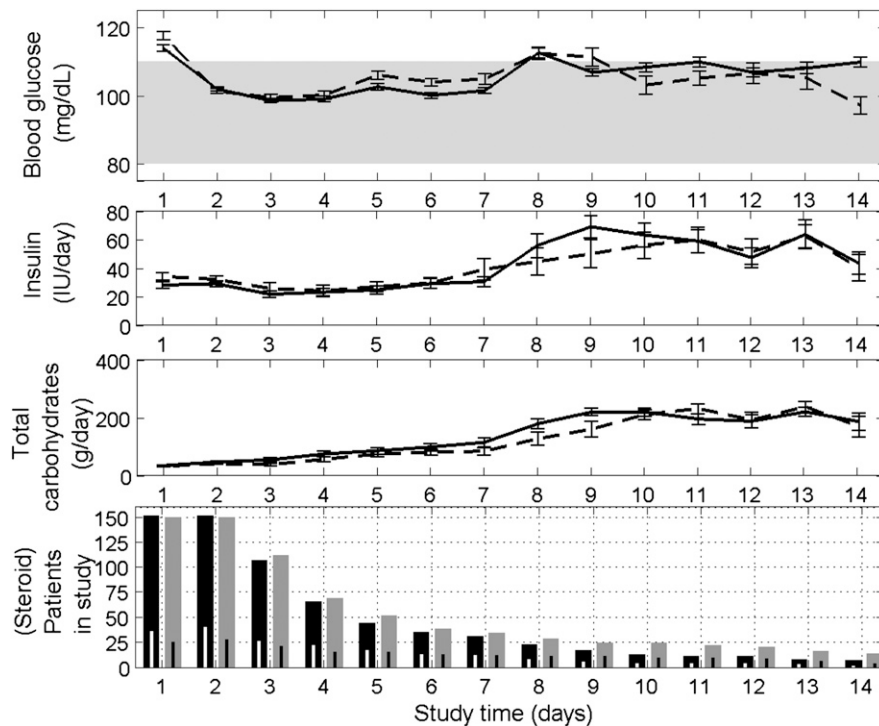 Blood glucose
(mg/dL)
120
100
80
1 2 3 4 5 6 7 8 9 10 11 12 13 14
Insulin
(IU/day)
80
60
40
20
0
1 2 3 4 5 6 7 8 9 10 11 12 13 14
Total
carbohydrates
(g/day)
400
200
0
1 2 3 4 5 6 7 8 9 10 11 12 13 14
(Steroid)
Patients
in study
150
125
100
75
50
25
0
1 2 3 4 5 6 7 8 9 10 11 12 13 14
Study time (days)